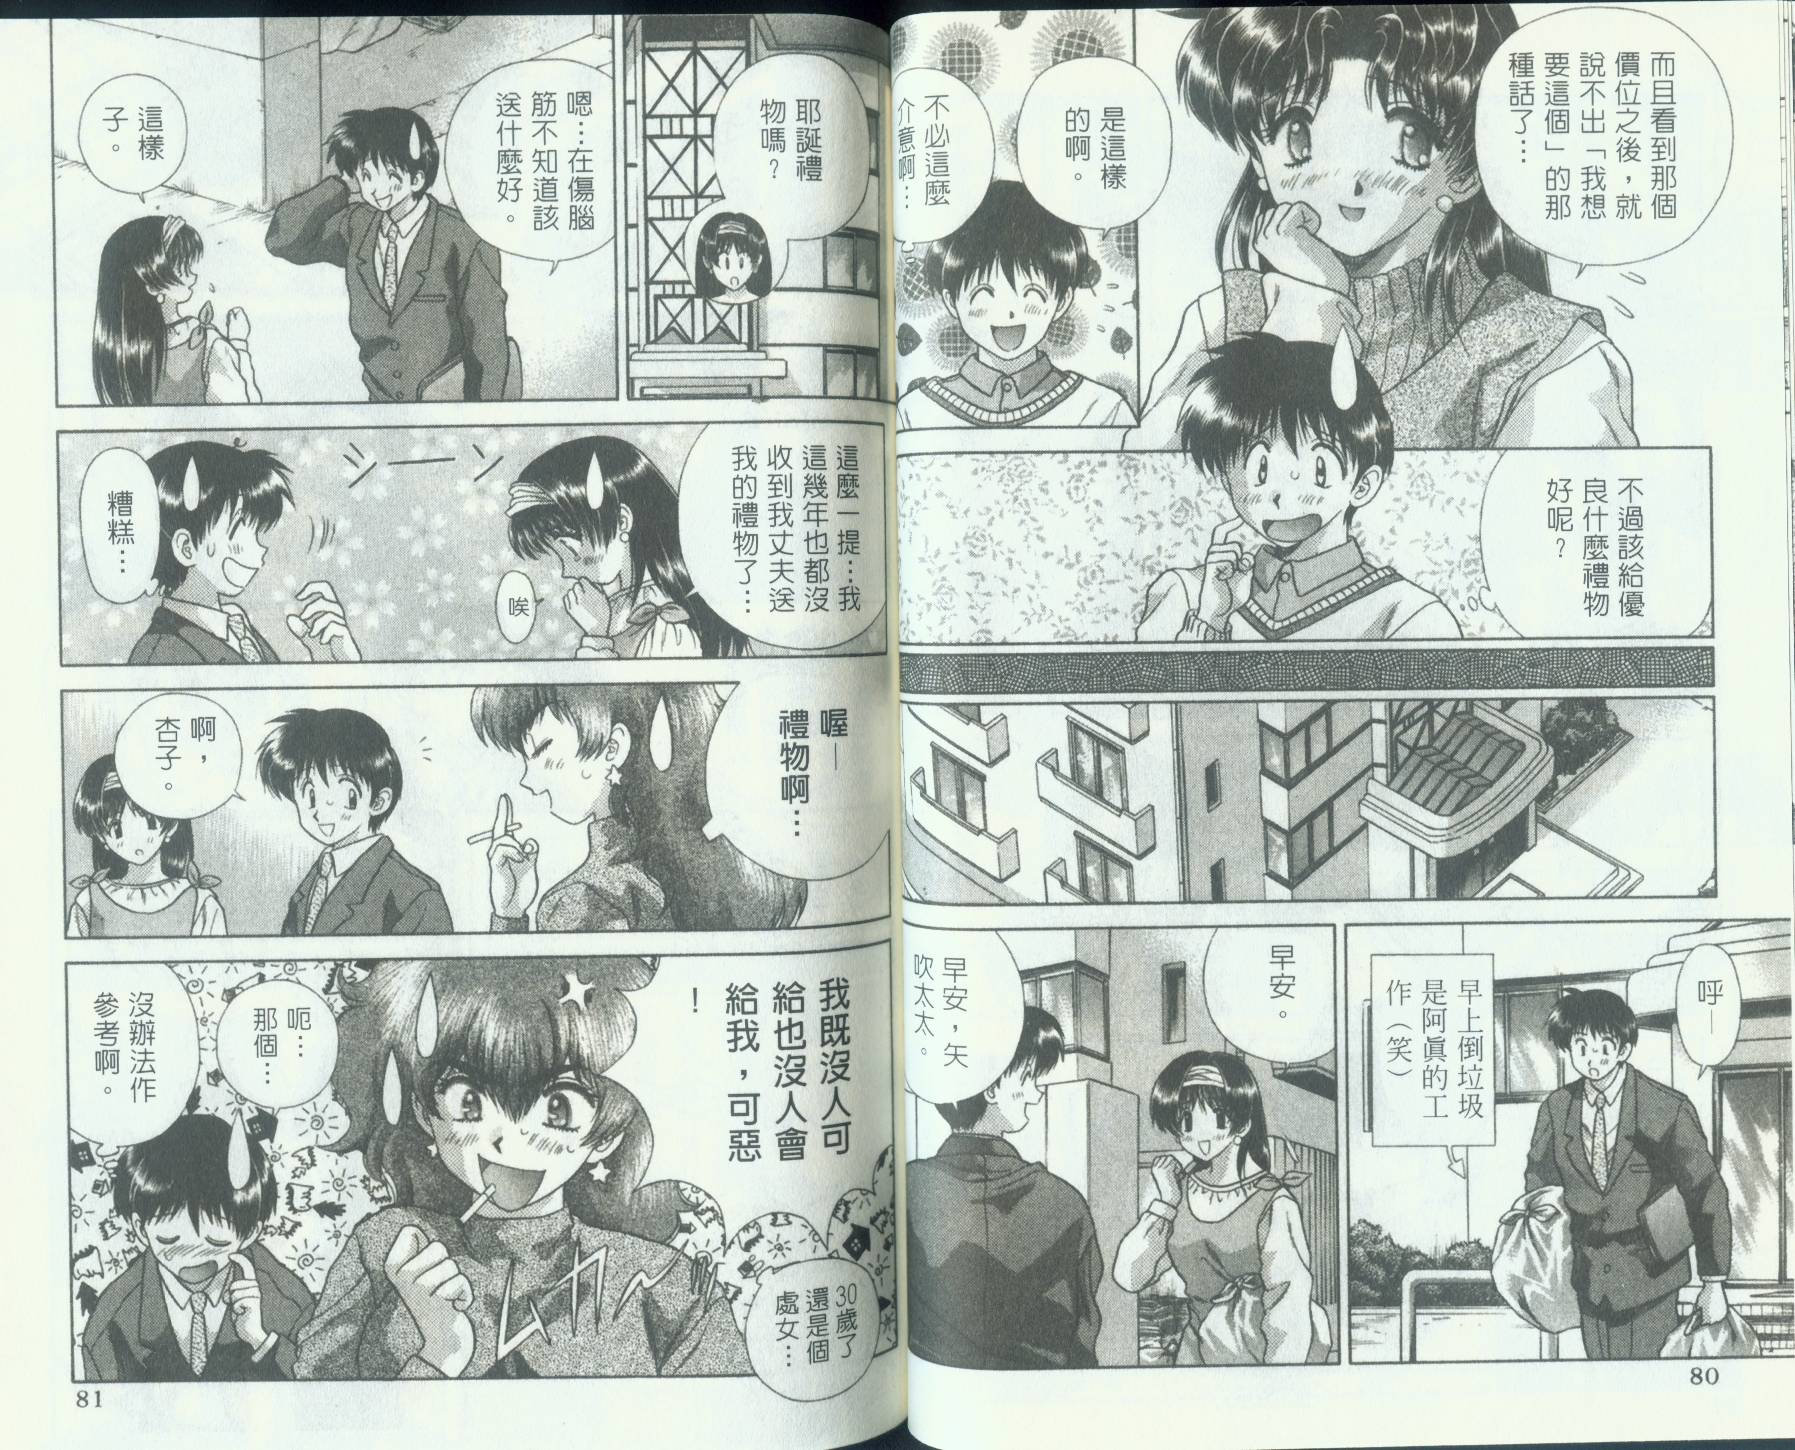 而且看到那個
價位之後，就
說不出「我想
要這個」的那
種話了…
是這樣
的啊。
不必這麼
介意啊…
不過該給優
良什麼禮物
好呢？
呼—
早上倒垃圾
是阿眞的工
作（笑）
早安。
早安，矢
吹太太。
80
耶誕禮
物嗎？
嗯…在傷腦
筋不知道該
送什麼好。
這樣
子。
這麼一提…我
這幾年也都沒
收到我丈夫送
我的禮物了…
唉
シーーン
糟糕…
喔—
禮物啊…
啊，
杏子。
我既沒人可
給也沒人會
給我，可惡
！
30歲了
還是個
處女…
呃…
那個…
沒辦法作
參考啊。
81